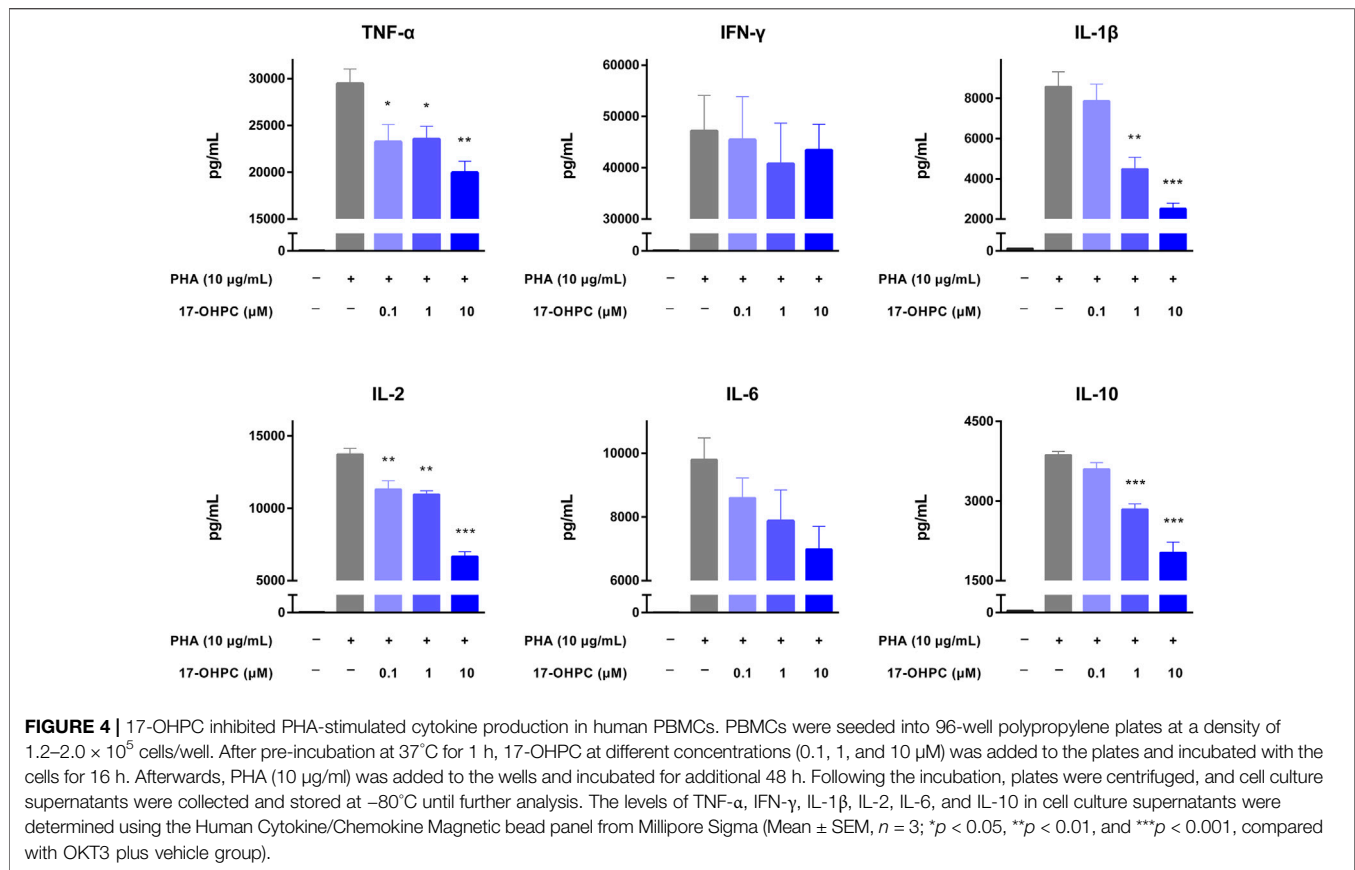 TNF-α
30000
25000
20000
15000
0
pg/mL
*
*
**
PHA (10 µg/mL) − + + + +
17-OHPC (µM) − − 0.1 1 10
IFN-γ
60000
50000
40000
30000
0
pg/mL
PHA (10 µg/mL) − + + + +
17-OHPC (µM) − − 0.1 1 10
IL-1β
8000
6000
4000
2000
0
pg/mL
**
***
PHA (10 µg/mL) − + + + +
17-OHPC (µM) − − 0.1 1 10
IL-2
15000
10000
5000
0
pg/mL
**
**
***
PHA (10 µg/mL) − + + + +
17-OHPC (µM) − − 0.1 1 10
IL-6
10000
8000
6000
0
pg/mL
PHA (10 µg/mL) − + + + +
17-OHPC (µM) − − 0.1 1 10
IL-10
4500
3000
1500
0
pg/mL
***
***
PHA (10 µg/mL) − + + + +
17-OHPC (µM) − − 0.1 1 10
FIGURE 4 | 17-OHPC inhibited PHA-stimulated cytokine production in human PBMCs. PBMCs were seeded into 96-well polypropylene plates at a density of
1.2–2.0 × 10⁵ cells/well. After pre-incubation at 37°C for 1 h, 17-OHPC at different concentrations (0.1, 1, and 10 µM) was added to the plates and incubated with the
cells for 16 h. Afterwards, PHA (10 µg/ml) was added to the wells and incubated for additional 48 h. Following the incubation, plates were centrifuged, and cell culture
supernatants were collected and stored at −80°C until further analysis. The levels of TNF-α, IFN-γ, IL-1β, IL-2, IL-6, and IL-10 in cell culture supernatants were
determined using the Human Cytokine/Chemokine Magnetic bead panel from Millipore Sigma (Mean ± SEM, n = 3; *p < 0.05, **p < 0.01, and ***p < 0.001, compared
with OKT3 plus vehicle group).